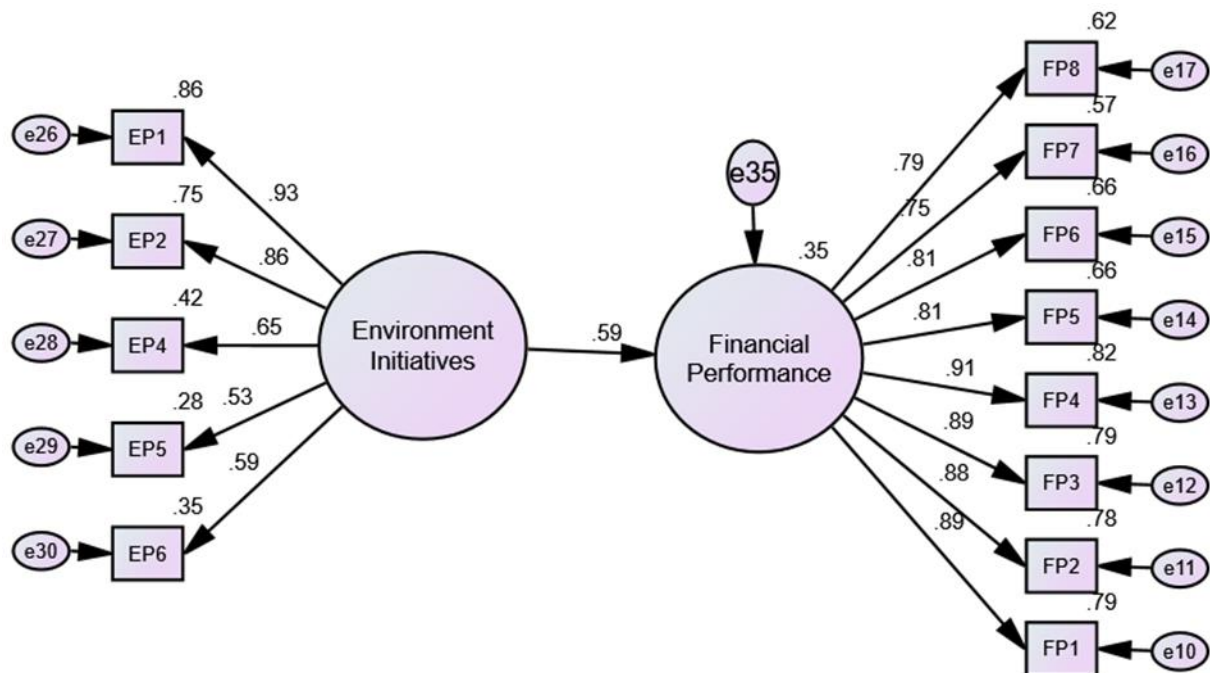 .86
e26
EP1
.93
.75
e27
EP2
.86
.42
e28
EP4
.65
.28
.53
e29
EP5
.59
.35
e30
EP6
Environment
Initiatives
.59
e35
.35
Financial
Performance
.62
.79
FP8
e17
.57
.75
FP7
e16
.66
.81
FP6
e15
.66
.81
FP5
e14
.82
.91
FP4
e13
.79
.89
FP3
e12
.78
.88
FP2
e11
.79
.89
FP1
e10